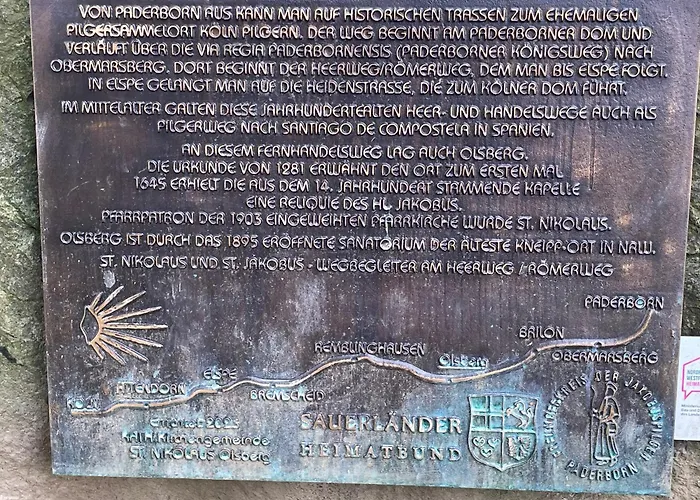 VON PADERBORN AUS KANN MAN AUF HISTORISCHEN TRASSEN ZUM EHEMALIGEN
PILGERSAMMELORT KÖLN PILGERN. DER WEG BEGINNT AM PADERBORNER DOM UND
VERLÄUFT ÜBER DIE VIA REGIA PADERBORNENSIS (PADERBORNER KÖNIGSWEG) NACH
OBERMARSBERG. DORT BEGINNT DER HEERWEG/RÖMERWEG, DEM MAN BIS ELSPE FOLGT.
IN ELSPE GELANGT MAN AUF DIE HEIDENSTRASSE, DIE ZUM KÖLNER DOM FÜHRT.
IM MITTELALTER GALTEN DIESE JAHRHUNDERTEALTEN HEER- UND HANDELSWEGE AUCH ALS
PILGERWEG NACH SANTIAGO DE COMPOSTELA IN SPANIEN.
AN DIESEM FERNHANDELSWEG LAG AUCH OLSBERG.
DIE URKUNDE VON 1281 ERWÄHNT DEN ORT ZUM ERSTEN MAL
1645 ERHIELT DIE AUS DEM 14. JAHRHUNDERT STAMMENDE KAPELLE
EINE RELIQUIE DES HL. JAKOBUS.
PFARRPATRON DER 1903 EINGEWEIHTEN PFARRKIRCHE WURDE ST. NIKOLAUS.
OLSBERG IST DURCH DAS 1895 ERÖFFNETE SANATORIUM DER ÄLTESTE KNEIPP-ORT IN NRW.
ST. NIKOLAUS UND ST. JAKOBUS - WEGBEGLEITER AM HEERWEG / RÖMERWEG
PADERBORN
BRILON
OBERMARSBERG
REMBLINGHAUSEN
Olsberg
ELSPE
BREMSCHEID
ATTENDORN
KÖLN
Errichtet
Kath. Kirchengemeinde
ST. NIKOLAUS Olsberg
SAUERLÄNDER
HEIMATBUND
FREUNDESKREIS DER JAKOBUSPILGER
PADERBORN